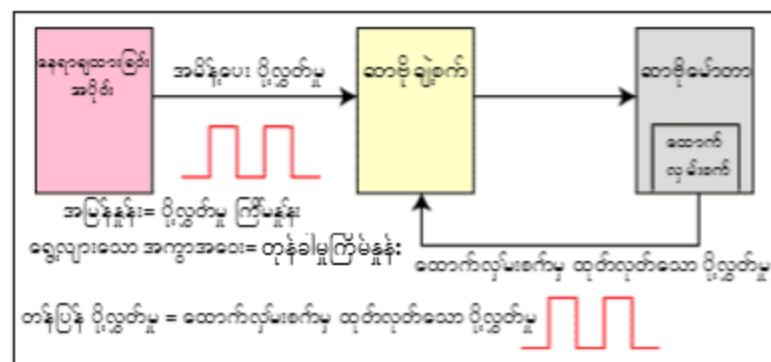 နေရာချထားခြင်း
အပိုင်း
အမိန့်ပေး ပို့လွှတ်မှု
ဆာဗိုချဲ့စက်
ဆာဗိုမော်တာ
ထောက်
လှမ်းစက်
အမြန်နှုန်း= ပို့လွှတ်မှု ကြိမ်နှုန်း
ရွေ့လျားသော အကွာအဝေး= တုန်ခါမှုကြိမ်နှုန်း
ထောက်လှမ်းစက်မှ ထုတ်လုတ်သော ပို့လွှတ်မှု
တန်ပြန် ပို့လွှတ်မှု = ထောက်လှမ်းစက်မှ ထုတ်လုတ်သော ပို့လွှတ်မှု